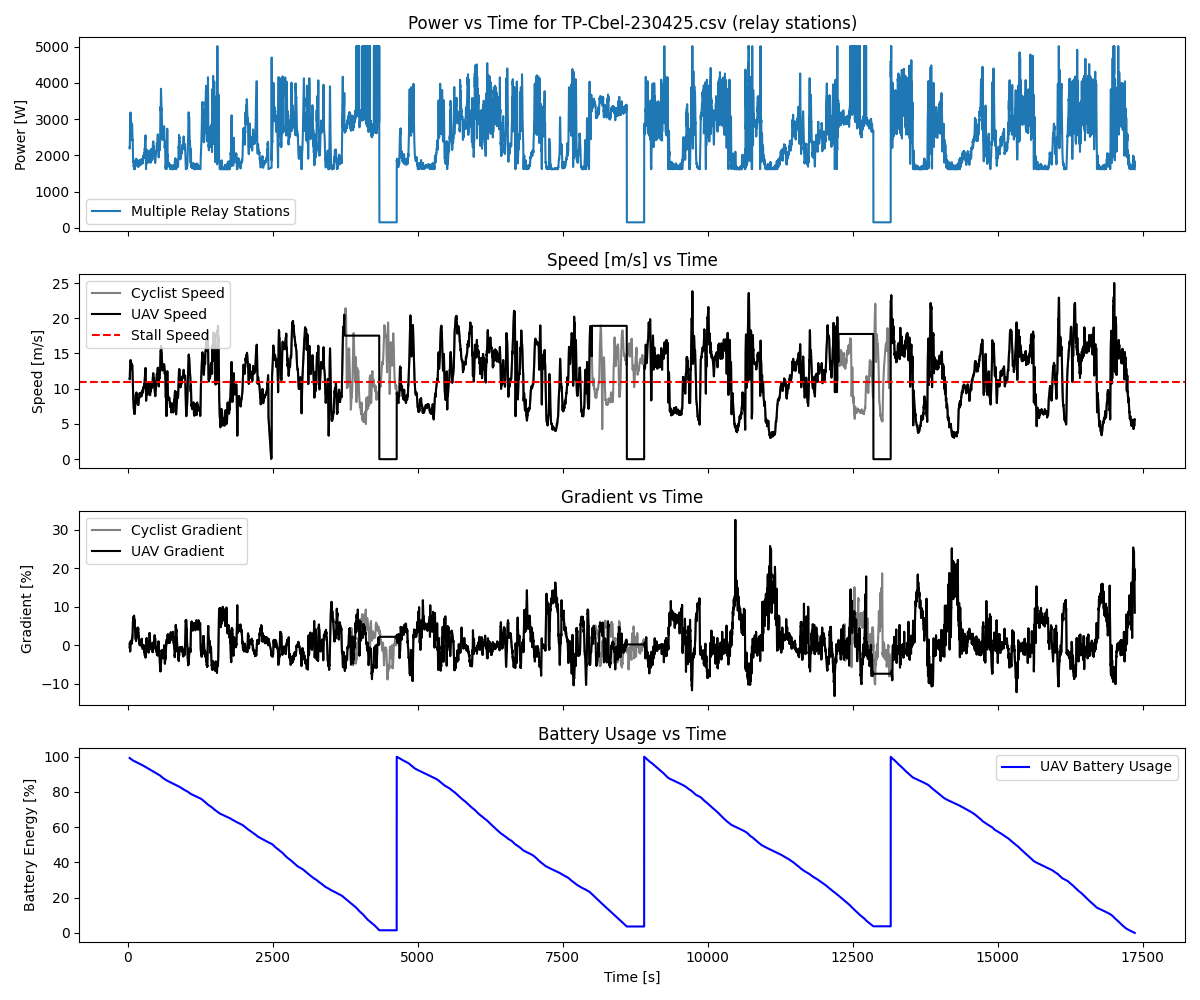 Power vs Time for TP-Cbel-230425.csv (relay stations)
5000
4000
3000
2000
1000
0
Power [W]
Multiple Relay Stations
Speed [m/s] vs Time
25
20
15
10
5
0
Speed [m/s]
Cyclist Speed
UAV Speed
Stall Speed
Gradient vs Time
30
20
10
0
−10
Gradient [%]
Cyclist Gradient
UAV Gradient
Battery Usage vs Time
100
80
60
40
20
0
Battery Energy [%]
UAV Battery Usage
0 2500 5000 7500 10000 12500 15000 17500
Time [s]